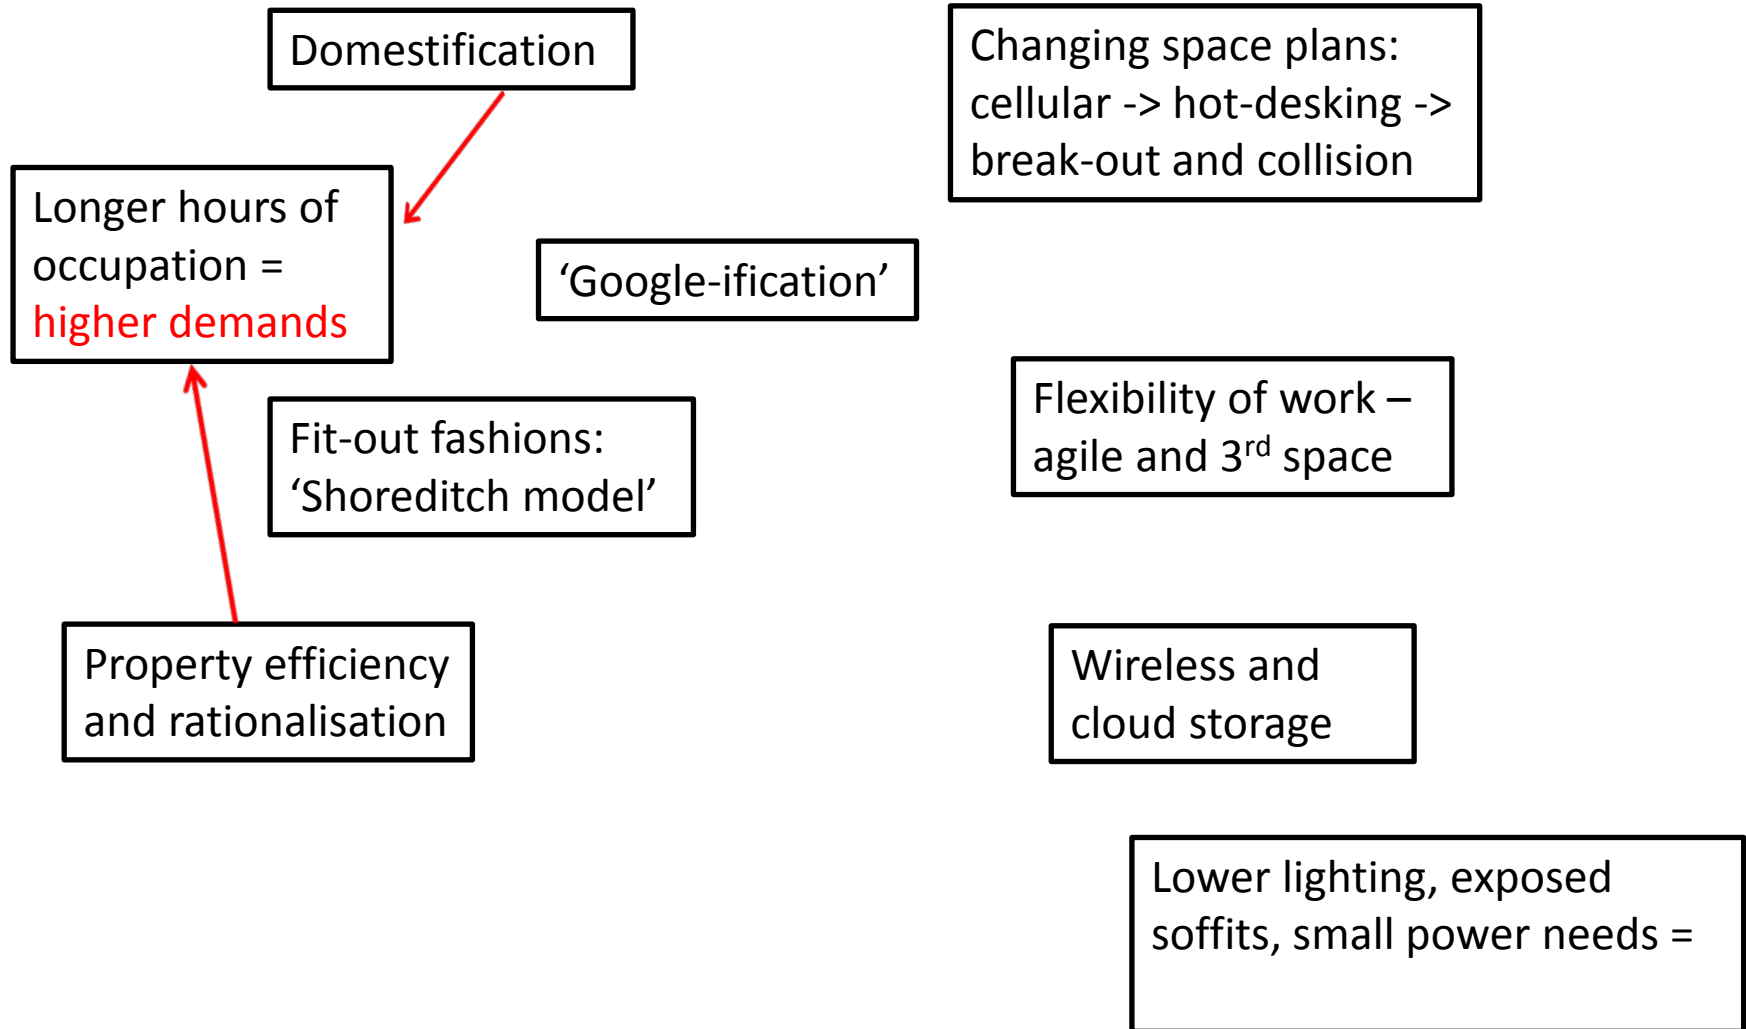 Domestification
Changing space plans:
cellular -> hot-desking ->
break-out and collision
Longer hours of
occupation =
higher demands
‘Google-ification’
Fit-out fashions:
‘Shoreditch model’
Flexibility of work –
agile and 3rd space
Property efficiency
and rationalisation
Wireless and
cloud storage
Lower lighting, exposed
soffits, small power needs =